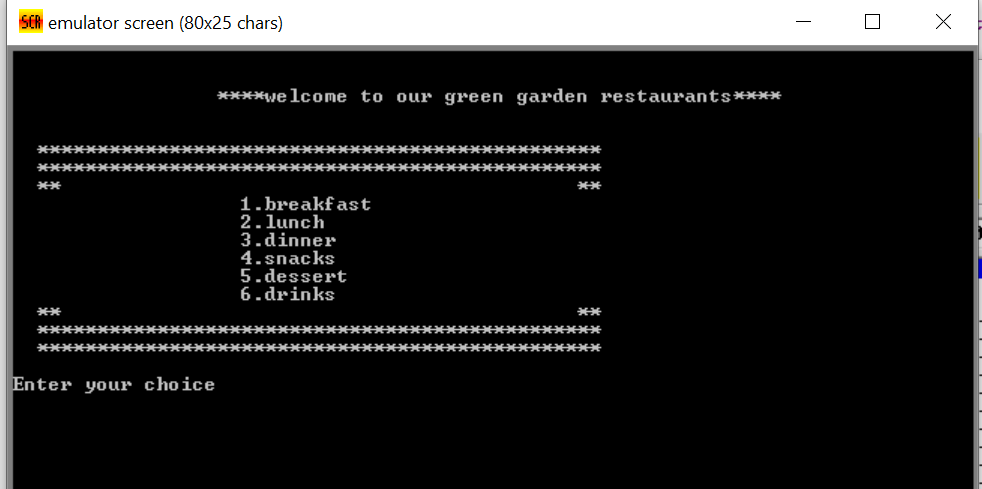 SCR emulator screen (80x25 chars)
****welcome to our green garden restaurants****
***********************************************
***********************************************
** **
1.breakfast
2.lunch
3.dinner
4.snacks
5.dessert
6.drinks
** **
***********************************************
***********************************************
Enter your choice